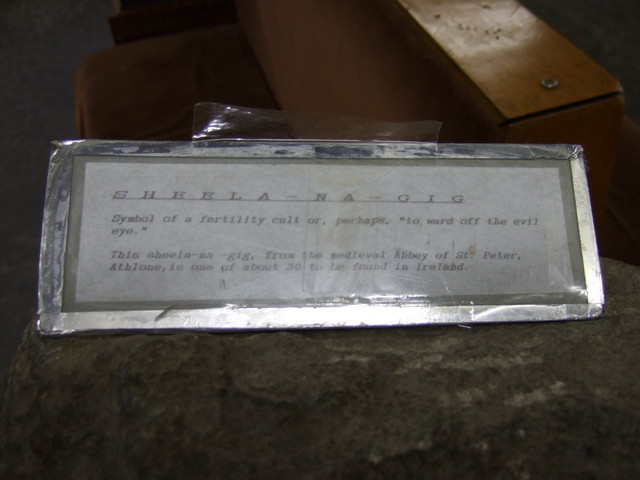 SHEELA-NA-GIG
Symbol of a fertility cult or, perhaps, "to ward off the evil
eye."
This sheela-na-gig, from the medieval Abbey of St. Peter,
Athlone, is one of about 30 to be found in Ireland.